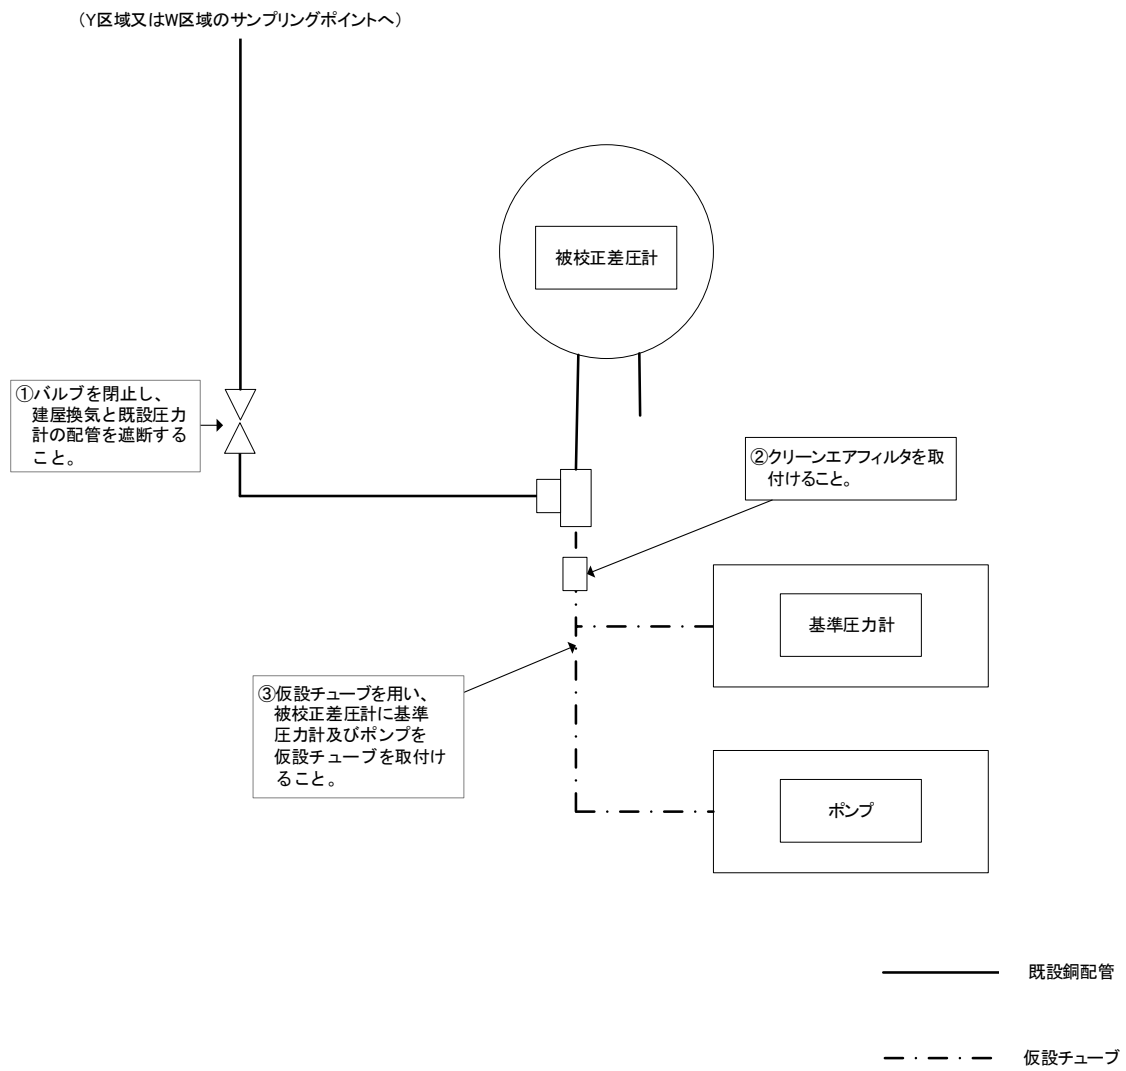 （Y区域又はW区域のサンプリングポイントへ）
被校正差圧計
①バルブを閉止し、
建屋換気と既設圧力
計の配管を遮断する
こと。
②クリーンエアフィルタを取
付けること。
基準圧力計
③仮設チューブを用い、
被校正差圧計に基準
圧力計及びポンプを
仮設チューブを取付け
ること。
ポンプ
既設銅配管
仮設チューブ